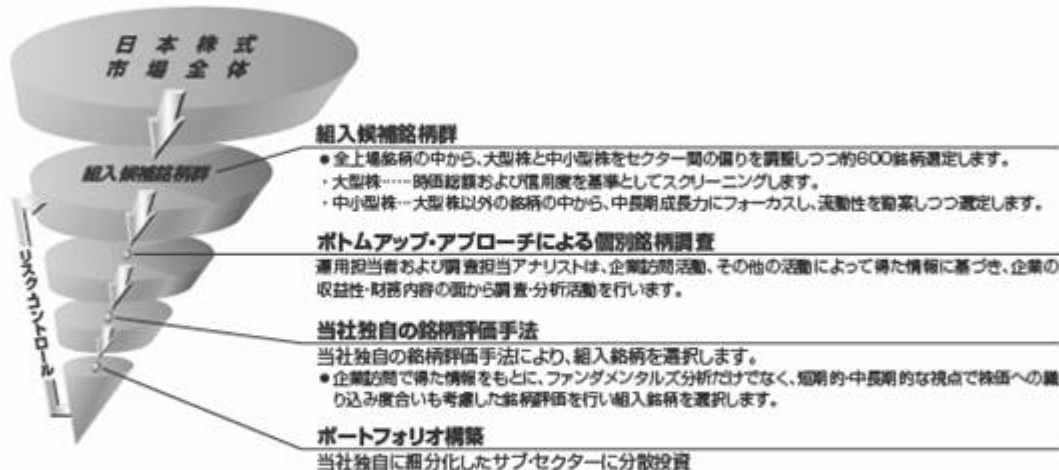 日本株式
市場全体
組入候補銘柄群
●全上場銘柄の中から、大型株と中小型株をセクター間の偏りを調整しつつ約600銘柄選定します。
・大型株……時価総額および信用度を基準としてスクリーニングします。
・中小型株…大型株以外の銘柄の中から、中長期成長力にフォーカスし、流動性を勘案しつつ選定します。
組入候補銘柄群
ボトムアップ・アプローチによる個別銘柄調査
運用担当者および調査担当アナリストは、企業訪問活動、その他の活動によって得た情報に基づき、企業の
収益性・財務内容の面から調査・分析活動を行います。
リスク・コントロール
当社独自の銘柄評価手法
当社独自の銘柄評価手法により、組入銘柄を選択します。
●企業訪問で得た情報をもとに、ファンダメンタルズ分析だけでなく、短期的・中長期的な視点で株価への織
り込み度合いも考慮した銘柄評価を行い組入銘柄を選択します。
ポートフォリオ構築
当社独自に細分化したサブ・セクターに分散投資